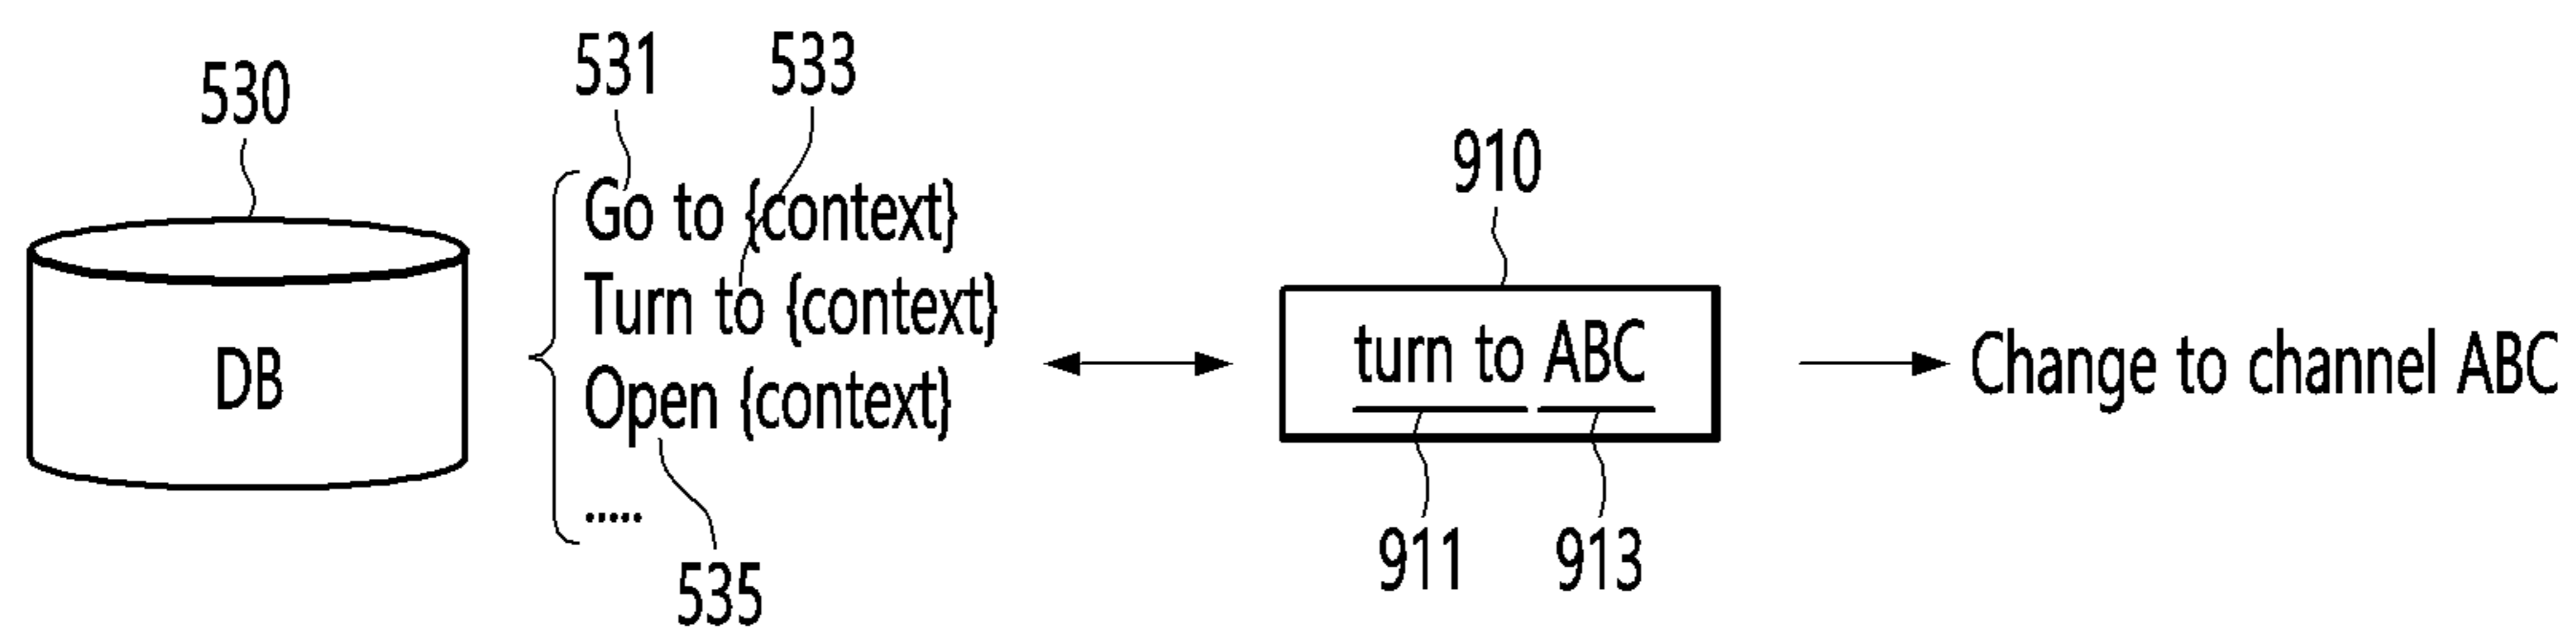 530
DB
531
533
Go to {context}
Turn to {context}
Open {context}
.....
535
910
turn to ABC
911
913
Change to channel ABC